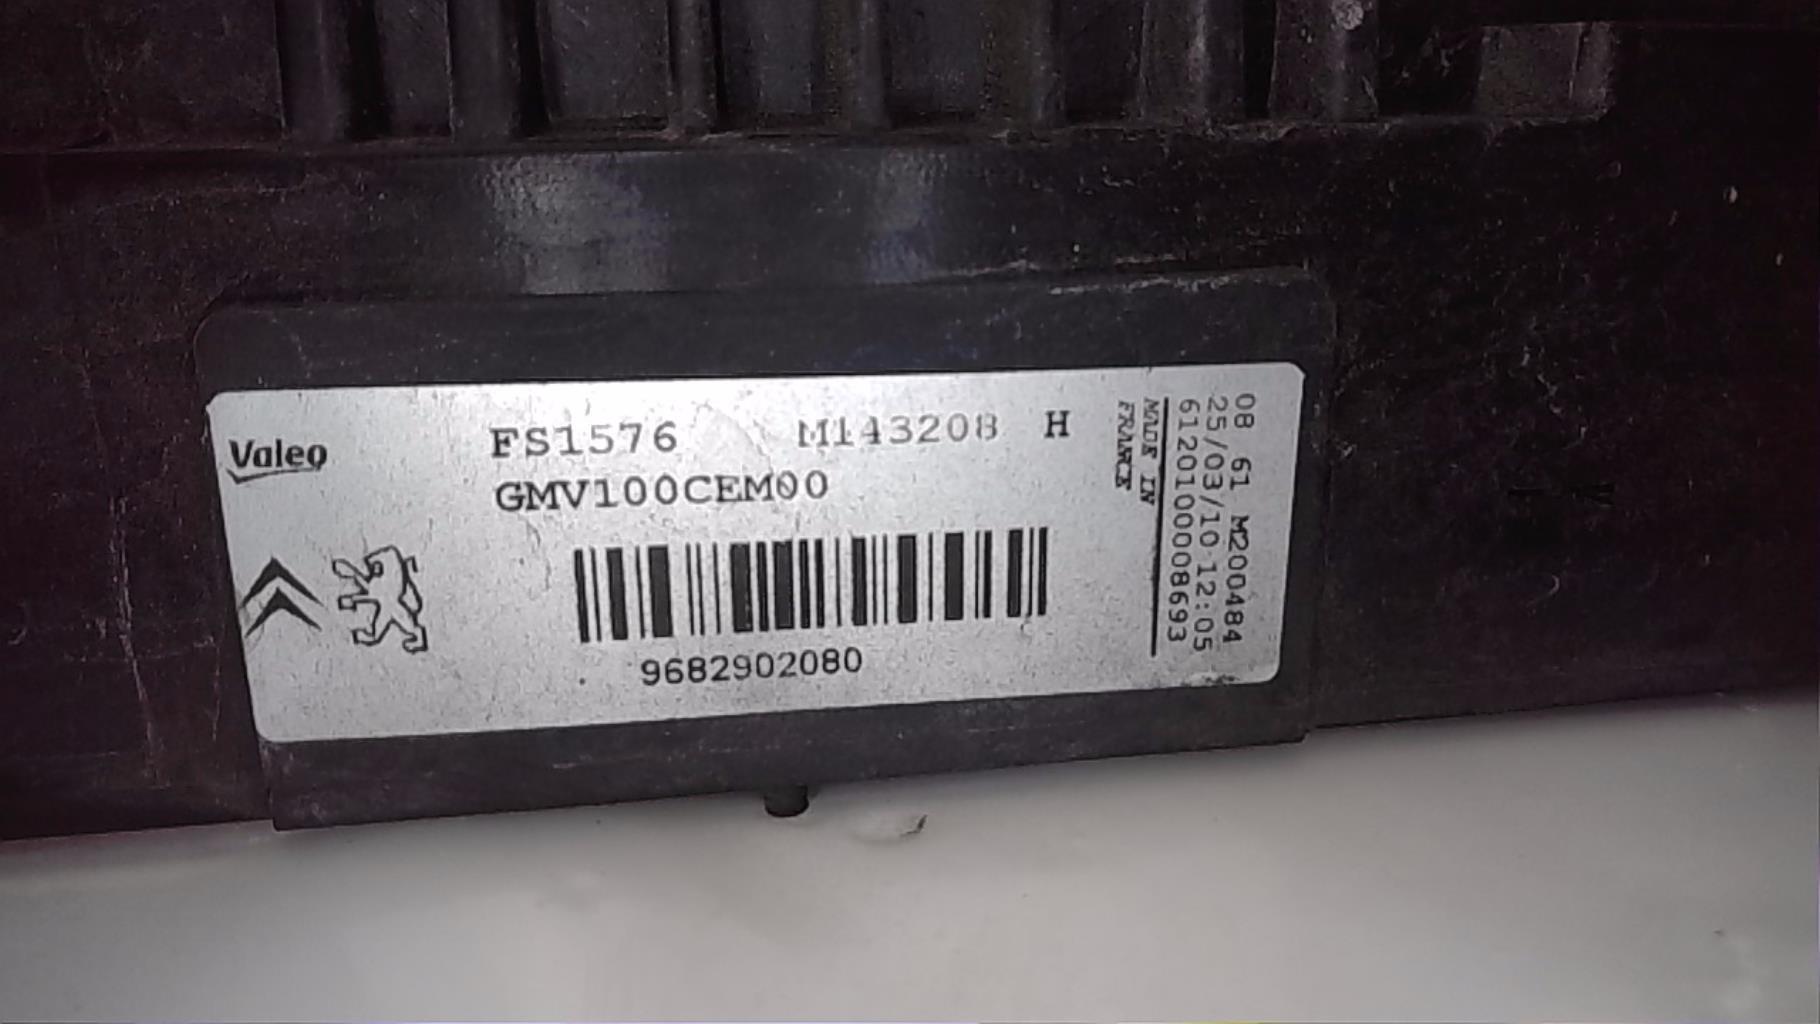 Valeo
FS1576 M143208 H
GMV100CEM00
9682902080
MADE IN
FRANCE
08 61 M200484
25/03/10 12:05
61201000008693